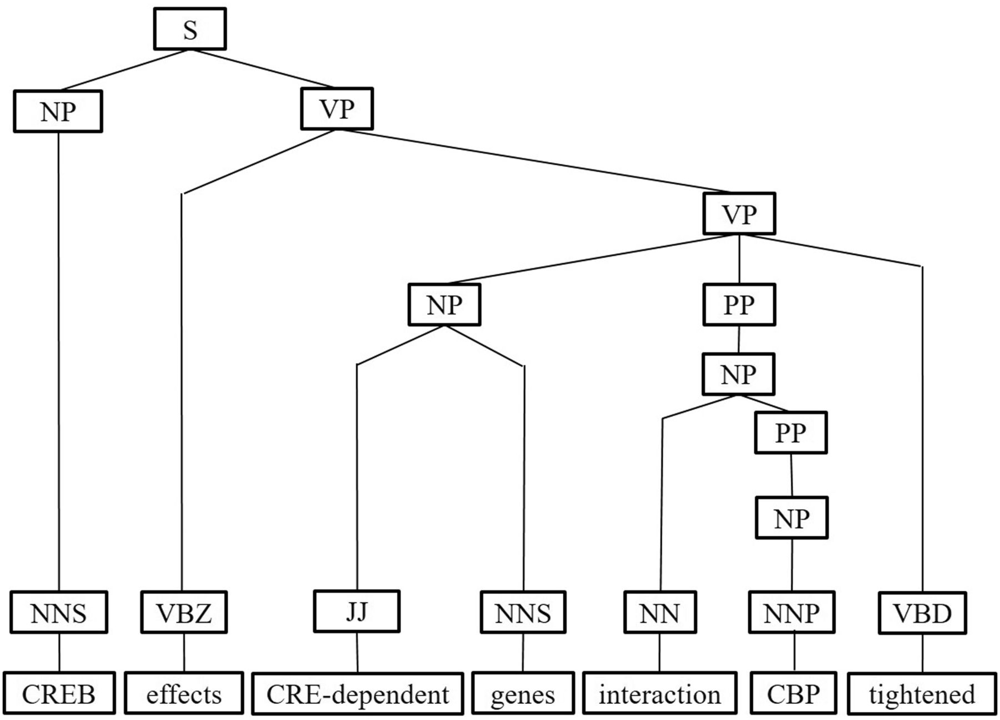 S
NP VP
VP
NP PP
NP
PP
NP
NNS VBZ JJ NNS NN NNP VBD
CREB effects CRE-dependent genes interaction CBP tightened